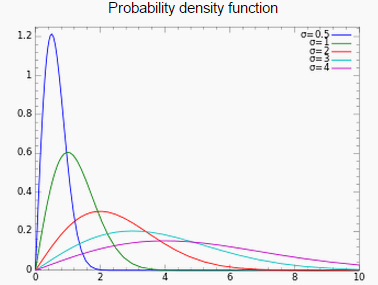 Probability density function
1.2
1
0.8
0.6
0.4
0.2
0
0 2 4 6 8 10
σ=0.5
σ=1
σ=2
σ=3
σ=4